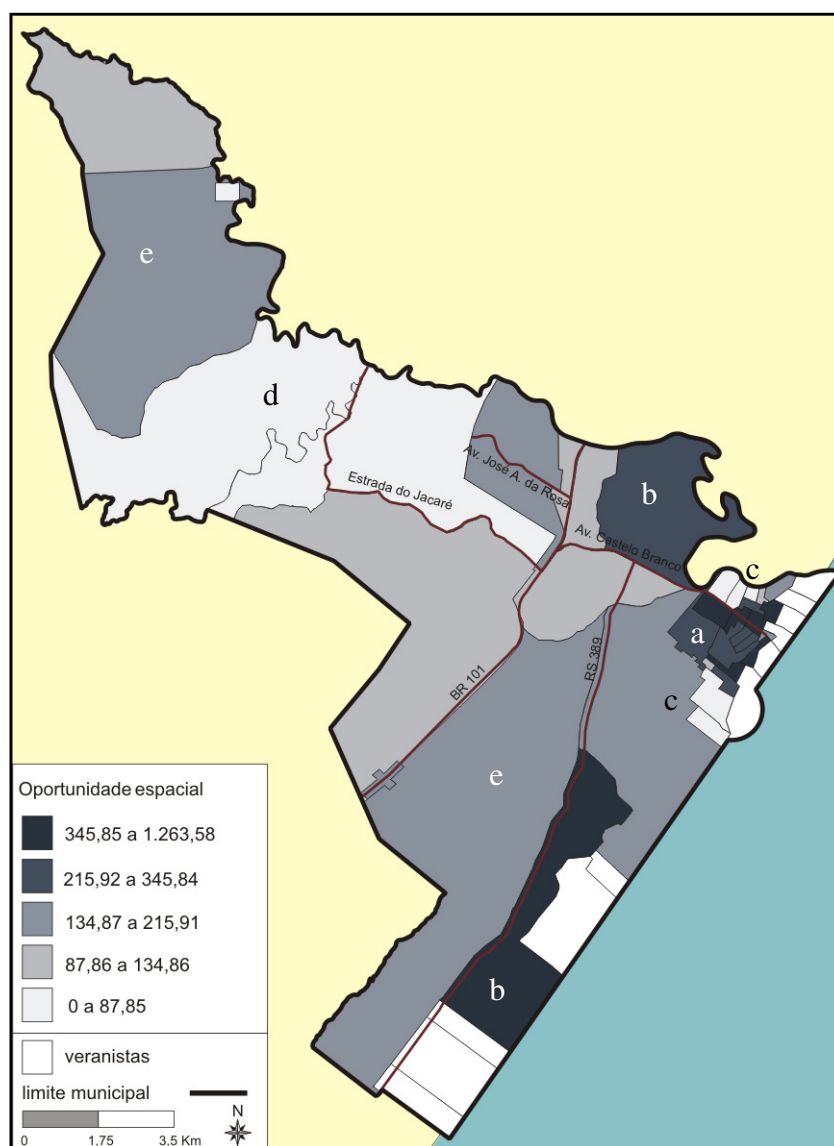 e
d
Av. José A. da Rosa
b
Estrada do Jacaré
Av. Castelo Branco
c
a
RS 389
BR 101
c
e
b
Oportunidade espacial
345,85 a 1.263,58
215,92 a 345,84
134,87 a 215,91
87,86 a 134,86
0 a 87,85
veranistas
limite municipal
N
0 1,75 3,5 Km